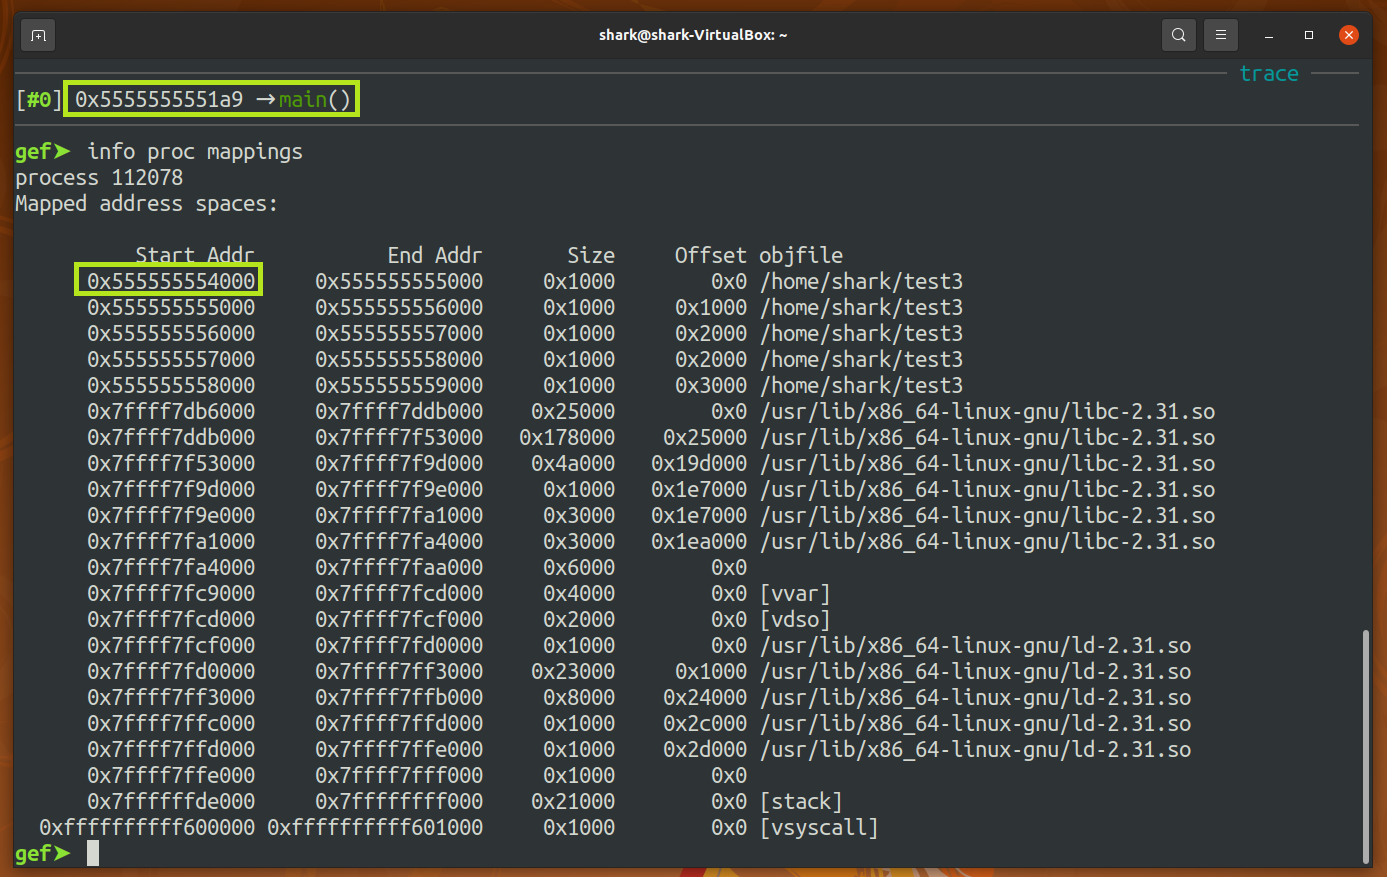 shark@shark-VirtualBox: ~
trace
[#0] 0x5555555551a9 → main()
gef➤ info proc mappings
process 112078
Mapped address spaces:
Start Addr End Addr Size Offset objfile
0x555555554000 0x555555555000 0x1000 0x0 /home/shark/test3
0x555555555000 0x555555556000 0x1000 0x1000 /home/shark/test3
0x555555556000 0x555555557000 0x1000 0x2000 /home/shark/test3
0x555555557000 0x555555558000 0x1000 0x2000 /home/shark/test3
0x555555558000 0x555555559000 0x1000 0x3000 /home/shark/test3
0x7ffff7db6000 0x7ffff7ddb000 0x25000 0x0 /usr/lib/x86_64-linux-gnu/libc-2.31.so
0x7ffff7ddb000 0x7ffff7f53000 0x178000 0x25000 /usr/lib/x86_64-linux-gnu/libc-2.31.so
0x7ffff7f53000 0x7ffff7f9d000 0x4a000 0x19d000 /usr/lib/x86_64-linux-gnu/libc-2.31.so
0x7ffff7f9d000 0x7ffff7f9e000 0x1000 0x1e7000 /usr/lib/x86_64-linux-gnu/libc-2.31.so
0x7ffff7f9e000 0x7ffff7fa1000 0x3000 0x1e7000 /usr/lib/x86_64-linux-gnu/libc-2.31.so
0x7ffff7fa1000 0x7ffff7fa4000 0x3000 0x1ea000 /usr/lib/x86_64-linux-gnu/libc-2.31.so
0x7ffff7fa4000 0x7ffff7faa000 0x6000 0x0
0x7ffff7fc9000 0x7ffff7fcd000 0x4000 0x0 [vvar]
0x7ffff7fcd000 0x7ffff7fcf000 0x2000 0x0 [vdso]
0x7ffff7fcf000 0x7ffff7fd0000 0x1000 0x0 /usr/lib/x86_64-linux-gnu/ld-2.31.so
0x7ffff7fd0000 0x7ffff7ff3000 0x23000 0x1000 /usr/lib/x86_64-linux-gnu/ld-2.31.so
0x7ffff7ff3000 0x7ffff7ffb000 0x8000 0x24000 /usr/lib/x86_64-linux-gnu/ld-2.31.so
0x7ffff7ffc000 0x7ffff7ffd000 0x1000 0x2c000 /usr/lib/x86_64-linux-gnu/ld-2.31.so
0x7ffff7ffd000 0x7ffff7ffe000 0x1000 0x2d000 /usr/lib/x86_64-linux-gnu/ld-2.31.so
0x7ffff7ffe000 0x7ffff7fff000 0x1000 0x0
0x7ffffffde000 0x7ffffffff000 0x21000 0x0 [stack]
0xffffffffff600000 0xffffffffff601000 0x1000 0x0 [vsyscall]
gef➤